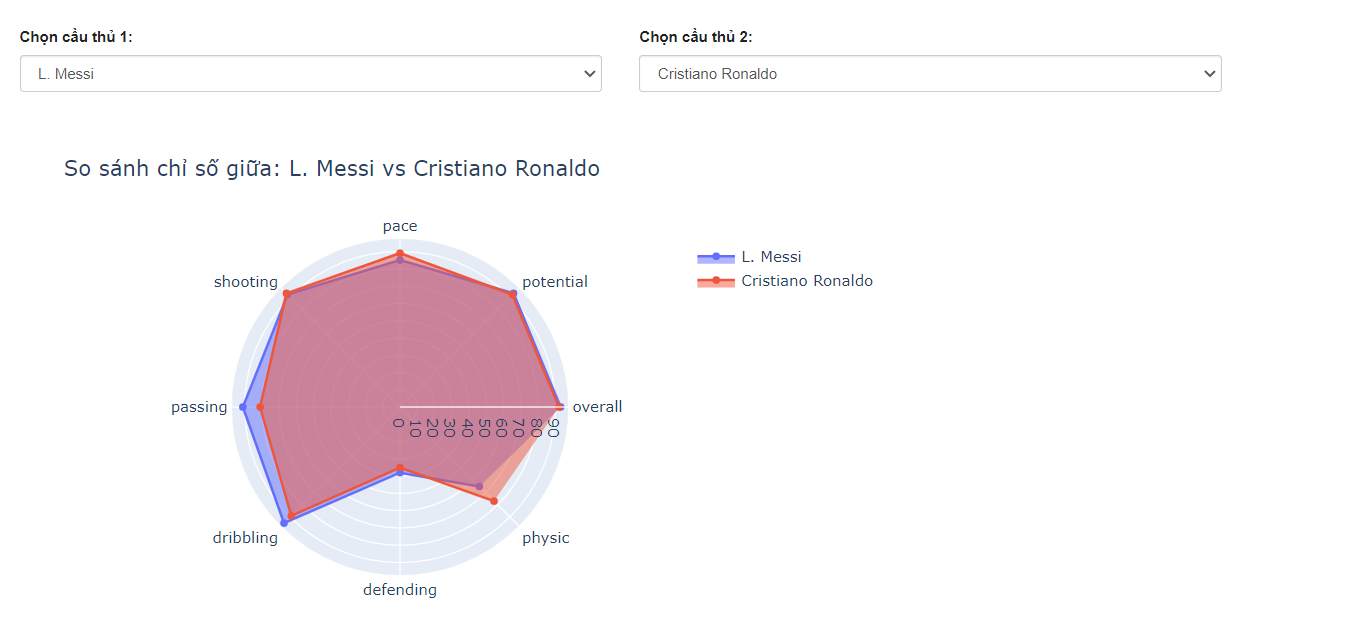 Chọn cầu thủ 1:
Chọn cầu thủ 2:
L. Messi
Cristiano Ronaldo
So sánh chỉ số giữa: L. Messi vs Cristiano Ronaldo
pace
shooting
potential
passing
overall
0
10
20
30
40
50
60
70
80
90
dribbling
physic
defending
L. Messi
Cristiano Ronaldo